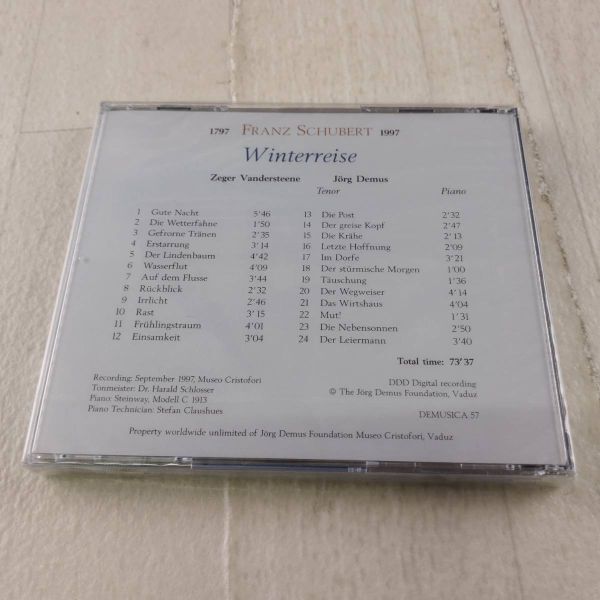 1797 FRANZ SCHUBERT 1997
Winterreise
Zeger Vandersteene Jörg Demus
Tenor Piano
1 Gute Nacht 5'46
2 Die Wetterfahne 1'50
3 Gefrorne Tränen 2'35
4 Erstarrung 3'14
5 Der Lindenbaum 4'42
6 Wasserflut 4'09
7 Auf dem Flusse 3'44
8 Rückblick 2'32
9 Irrlicht 2'46
10 Rast 3'15
11 Frühlingstraum 4'01
12 Einsamkeit 3'04
13 Die Post 2'32
14 Der greise Kopf 2'47
15 Die Krähe 2'13
16 Letzte Hoffnung 2'09
17 Im Dorfe 3'21
18 Der stürmische Morgen 1'00
19 Täuschung 1'36
20 Der Wegweiser 4'14
21 Das Wirtshaus 4'04
22 Mut! 1'31
23 Die Nebensonnen 2'50
24 Der Leiermann 3'40
Total time: 73'37
Recording: September 1997, Museo Cristofori
Tonmeister: Dr. Harald Schlosser
Piano: Steinway, Modell C 1913
Piano Technician: Stefan Claushues
DDD Digital recording
© The Jörg Demus Foundation, Vaduz
DEMUSICA 57
Property worldwide unlimited of Jörg Demus Foundation Museo Cristofori, Vaduz